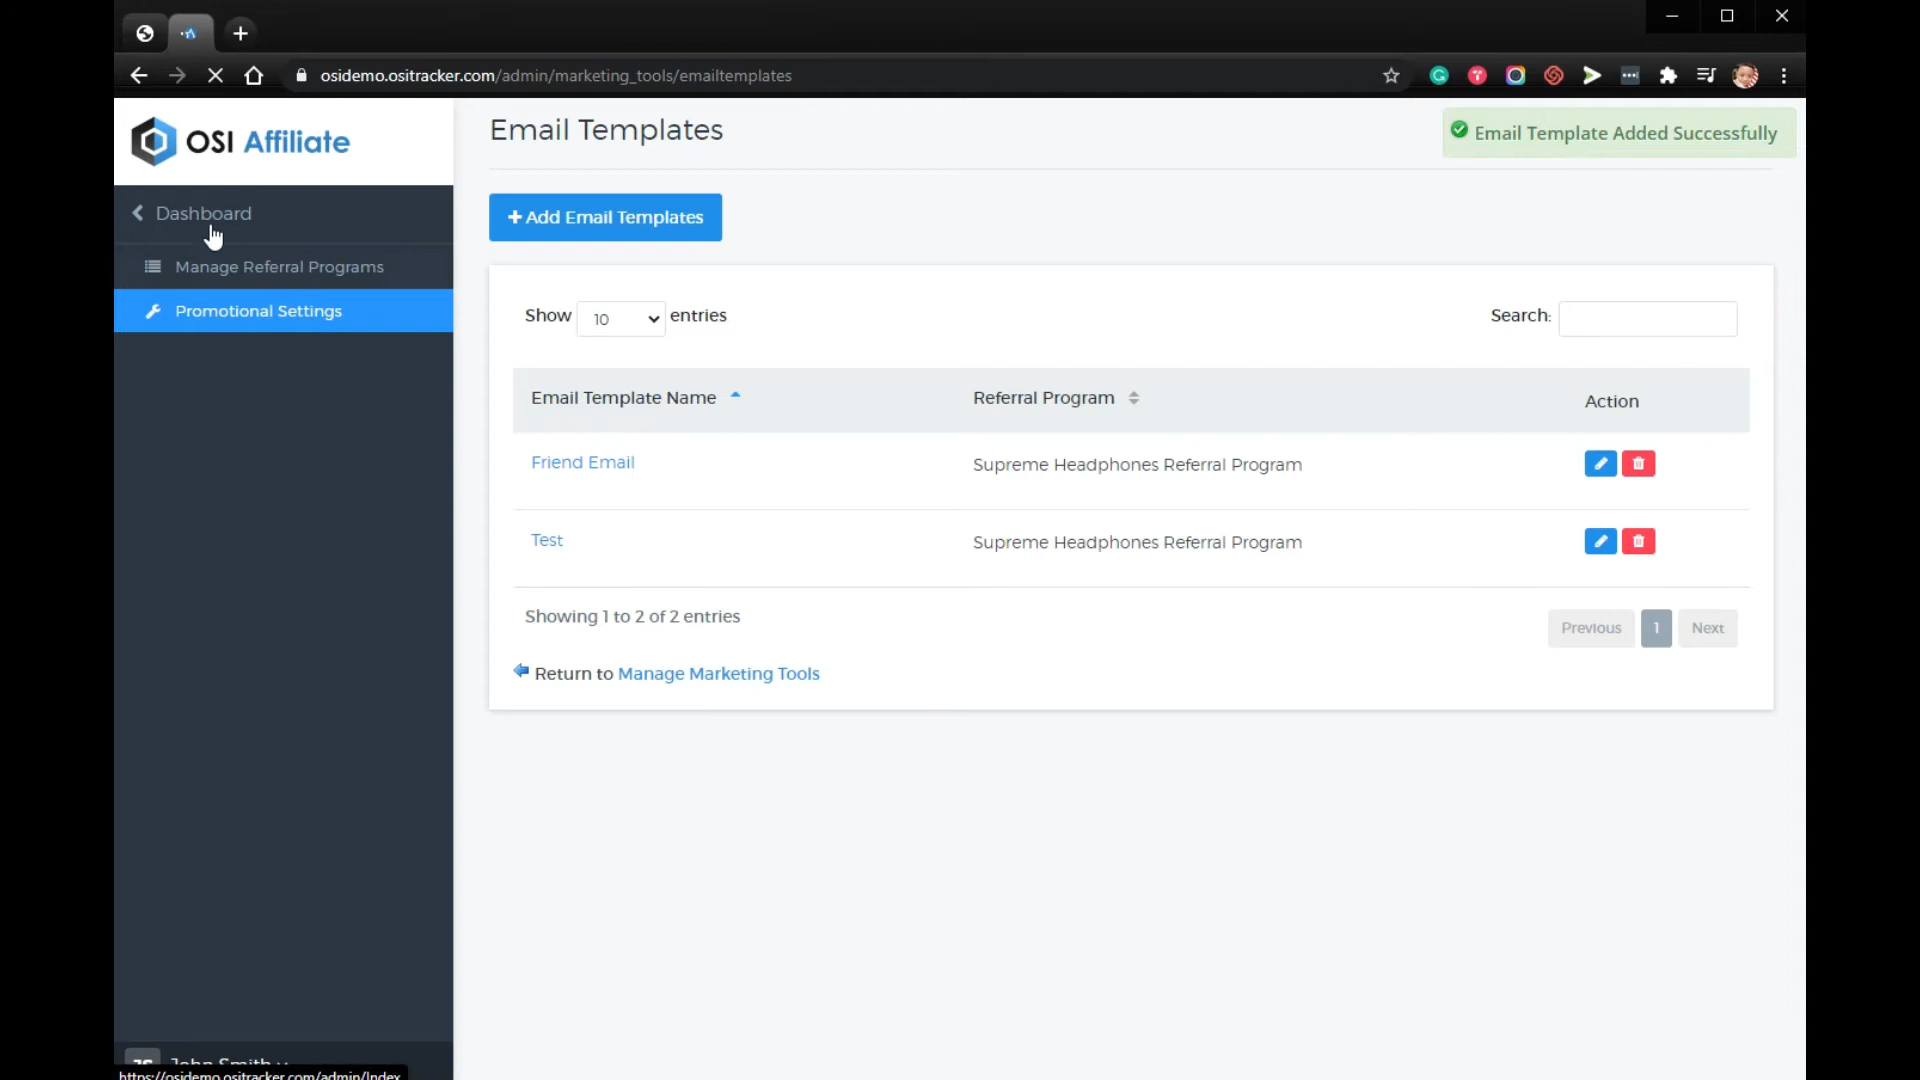 osidemo.ositracker.com/admin/marketing_tools/emailtemplates
OSI Affiliate
Email Templates
Email Template Added Successfully
Dashboard
Add Email Templates
Manage Referral Programs
Promotional Settings
Show 10 entries
Search:
Email Template Name
Referral Program
Action
Friend Email
Supreme Headphones Referral Program
Test
Supreme Headphones Referral Program
Showing 1 to 2 of 2 entries
Previous 1 Next
Return to Manage Marketing Tools
JS John Smith
https://osidemo.ositracker.com/admin/Index